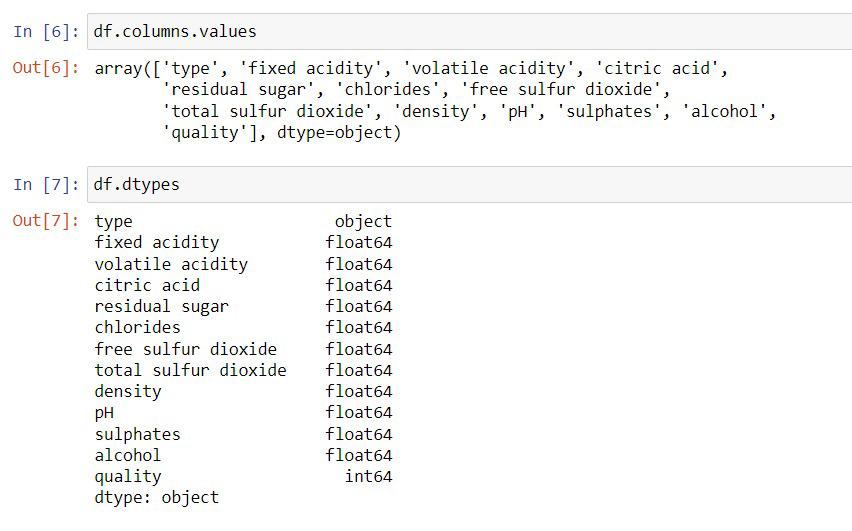 In [6]: df.columns.values
Out[6]: array(['type', 'fixed acidity', 'volatile acidity', 'citric acid',
'residual sugar', 'chlorides', 'free sulfur dioxide',
'total sulfur dioxide', 'density', 'pH', 'sulphates', 'alcohol',
'quality'], dtype=object)
In [7]: df.dtypes
Out[7]: type object
fixed acidity float64
volatile acidity float64
citric acid float64
residual sugar float64
chlorides float64
free sulfur dioxide float64
total sulfur dioxide float64
density float64
pH float64
sulphates float64
alcohol float64
quality int64
dtype: object